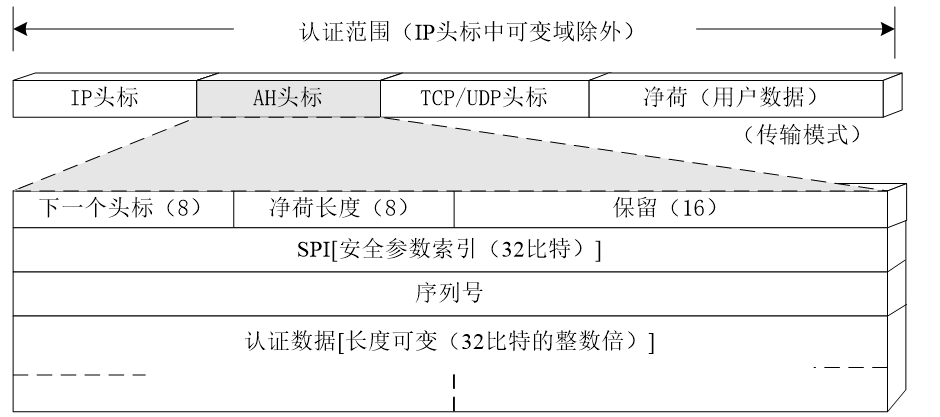 认证范围（IP头标中可变域除外）
IP头标 AH头标 TCP/UDP头标 净荷（用户数据）
（传输模式）
下一个头标（8） 净荷长度（8） 保留（16）
SPI[安全参数索引（32比特）]
序列号
认证数据[长度可变（32比特的整数倍）]